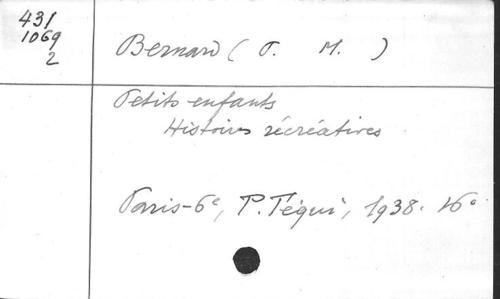 431
1069
2
Bernard (P. M.)
Petits enfants
Histoires récréatives
Paris-6e, P. Téqui, 1938. 16°